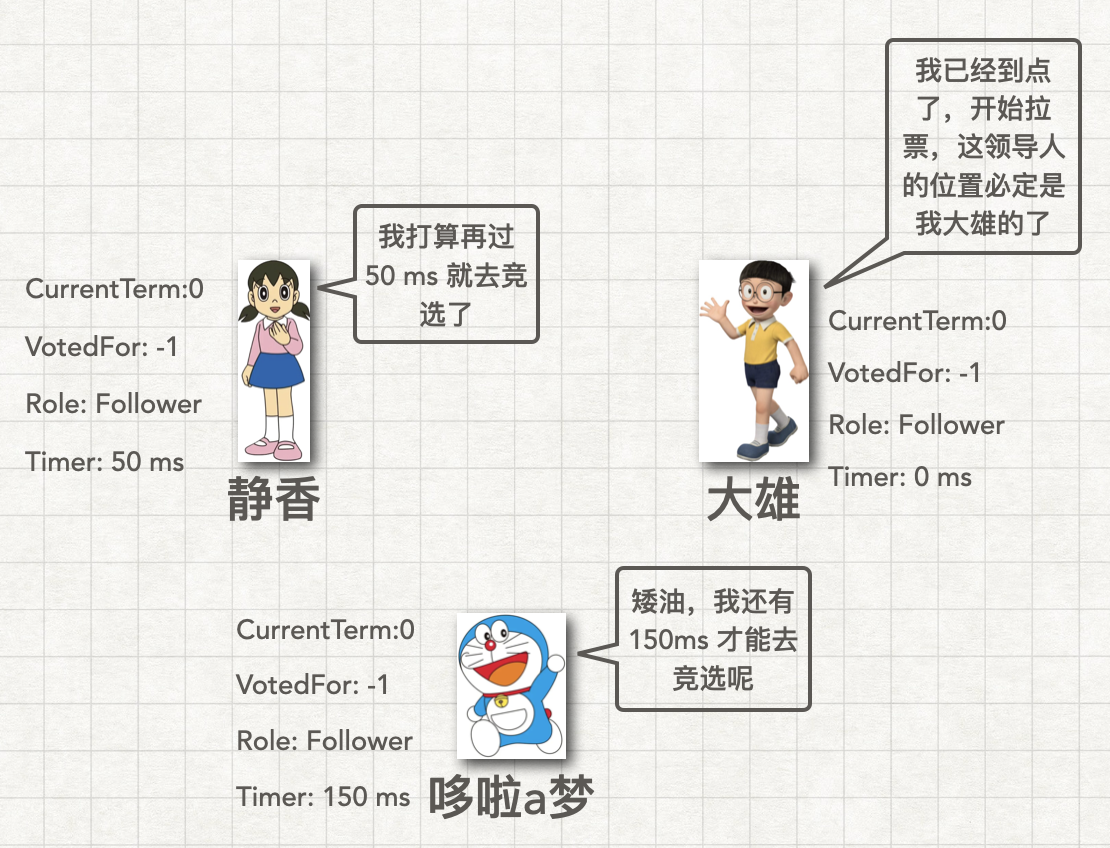 我已经到点
了，开始拉
票，这领导人
的位置必定是
我大雄的了
我打算再过
50 ms 就去竞
选了
CurrentTerm:0
VotedFor: -1
Role: Follower
Timer: 50 ms
静香
CurrentTerm:0
VotedFor: -1
Role: Follower
Timer: 0 ms
大雄
矮油，我还有
150ms 才能去
竞选呢
CurrentTerm:0
VotedFor: -1
Role: Follower
Timer: 150 ms
哆啦a梦